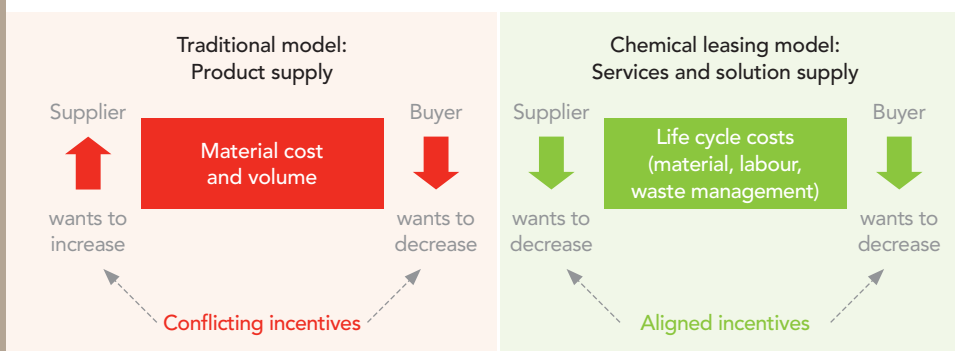 Traditional model:
Product supply
Supplier
Material cost
and volume
Buyer
wants to
increase
wants to
decrease
Conflicting incentives
Chemical leasing model:
Services and solution supply
Supplier
Life cycle costs
(material, labour,
waste management)
Buyer
wants to
decrease
wants to
decrease
Aligned incentives